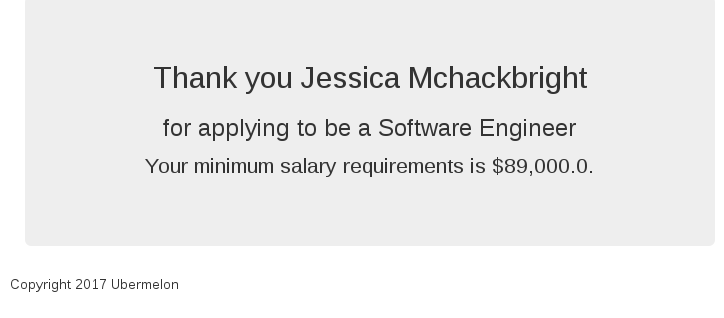 Thank you Jessica Mchackbright
for applying to be a Software Engineer
Your minimum salary requirements is $89,000.0.
Copyright 2017 Ubermelon